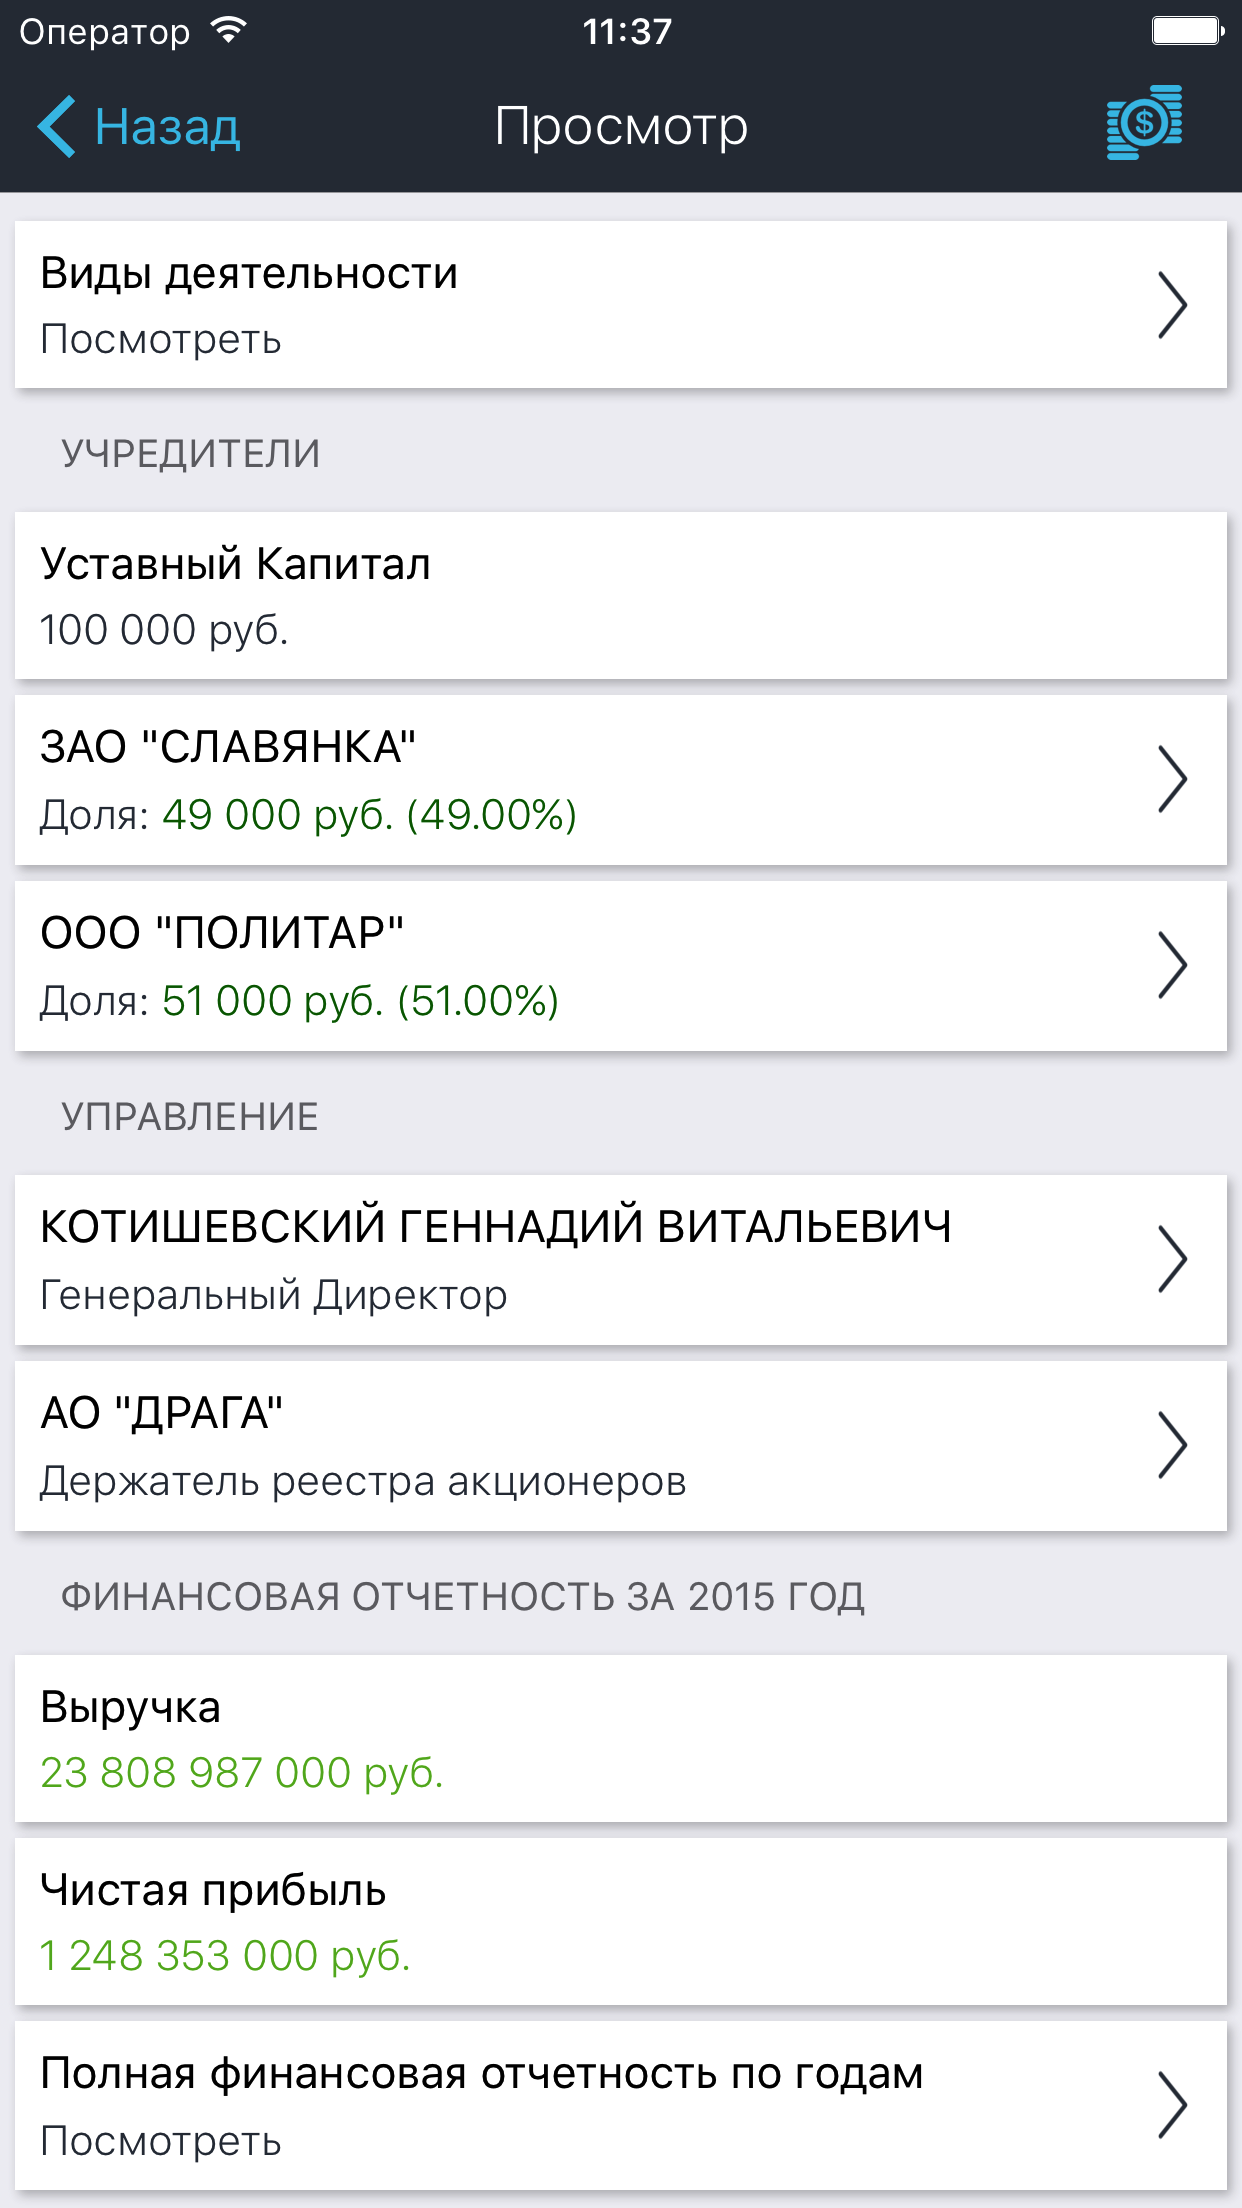 Оператор 11:37
Назад Просмотр $
Виды деятельности
Посмотреть
УЧРЕДИТЕЛИ
Уставный Капитал
100 000 руб.
ЗАО "СЛАВЯНКА"
Доля: 49 000 руб. (49.00%)
ООО "ПОЛИТАР"
Доля: 51 000 руб. (51.00%)
УПРАВЛЕНИЕ
КОТИШЕВСКИЙ ГЕННАДИЙ ВИТАЛЬЕВИЧ
Генеральный Директор
АО "ДРАГА"
Держатель реестра акционеров
ФИНАНСОВАЯ ОТЧЕТНОСТЬ ЗА 2015 ГОД
Выручка
23 808 987 000 руб.
Чистая прибыль
1 248 353 000 руб.
Полная финансовая отчетность по годам
Посмотреть